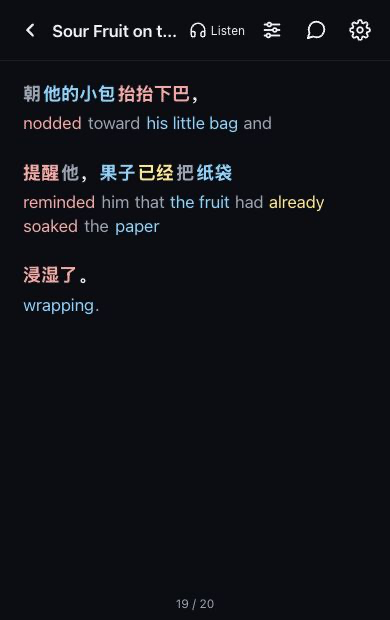 Sour Fruit on t... Listen
朝他的小包抬抬下巴，
nodded toward his little bag and
提醒他，果子已经把纸袋
reminded him that the fruit had already
soaked the paper
浸湿了。
wrapping.
19 / 20